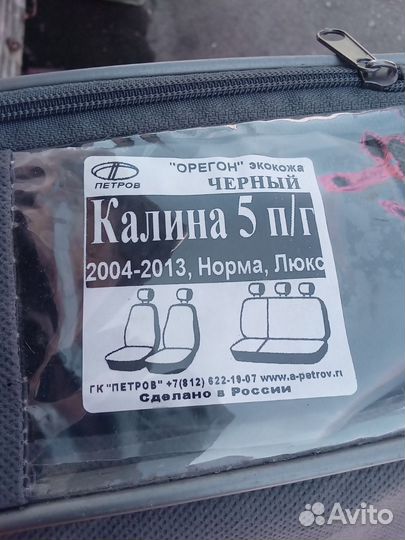 "ОРЕГОН" экокожа
ПЕТРОВ
ЧЕРНЫЙ
Калина 5 п/г
2004-2013, Норма, Люкс
ГК "ПЕТРОВ" +7(812) 622-19-07 www.a-petrov.ri
Сделано в России
Avito